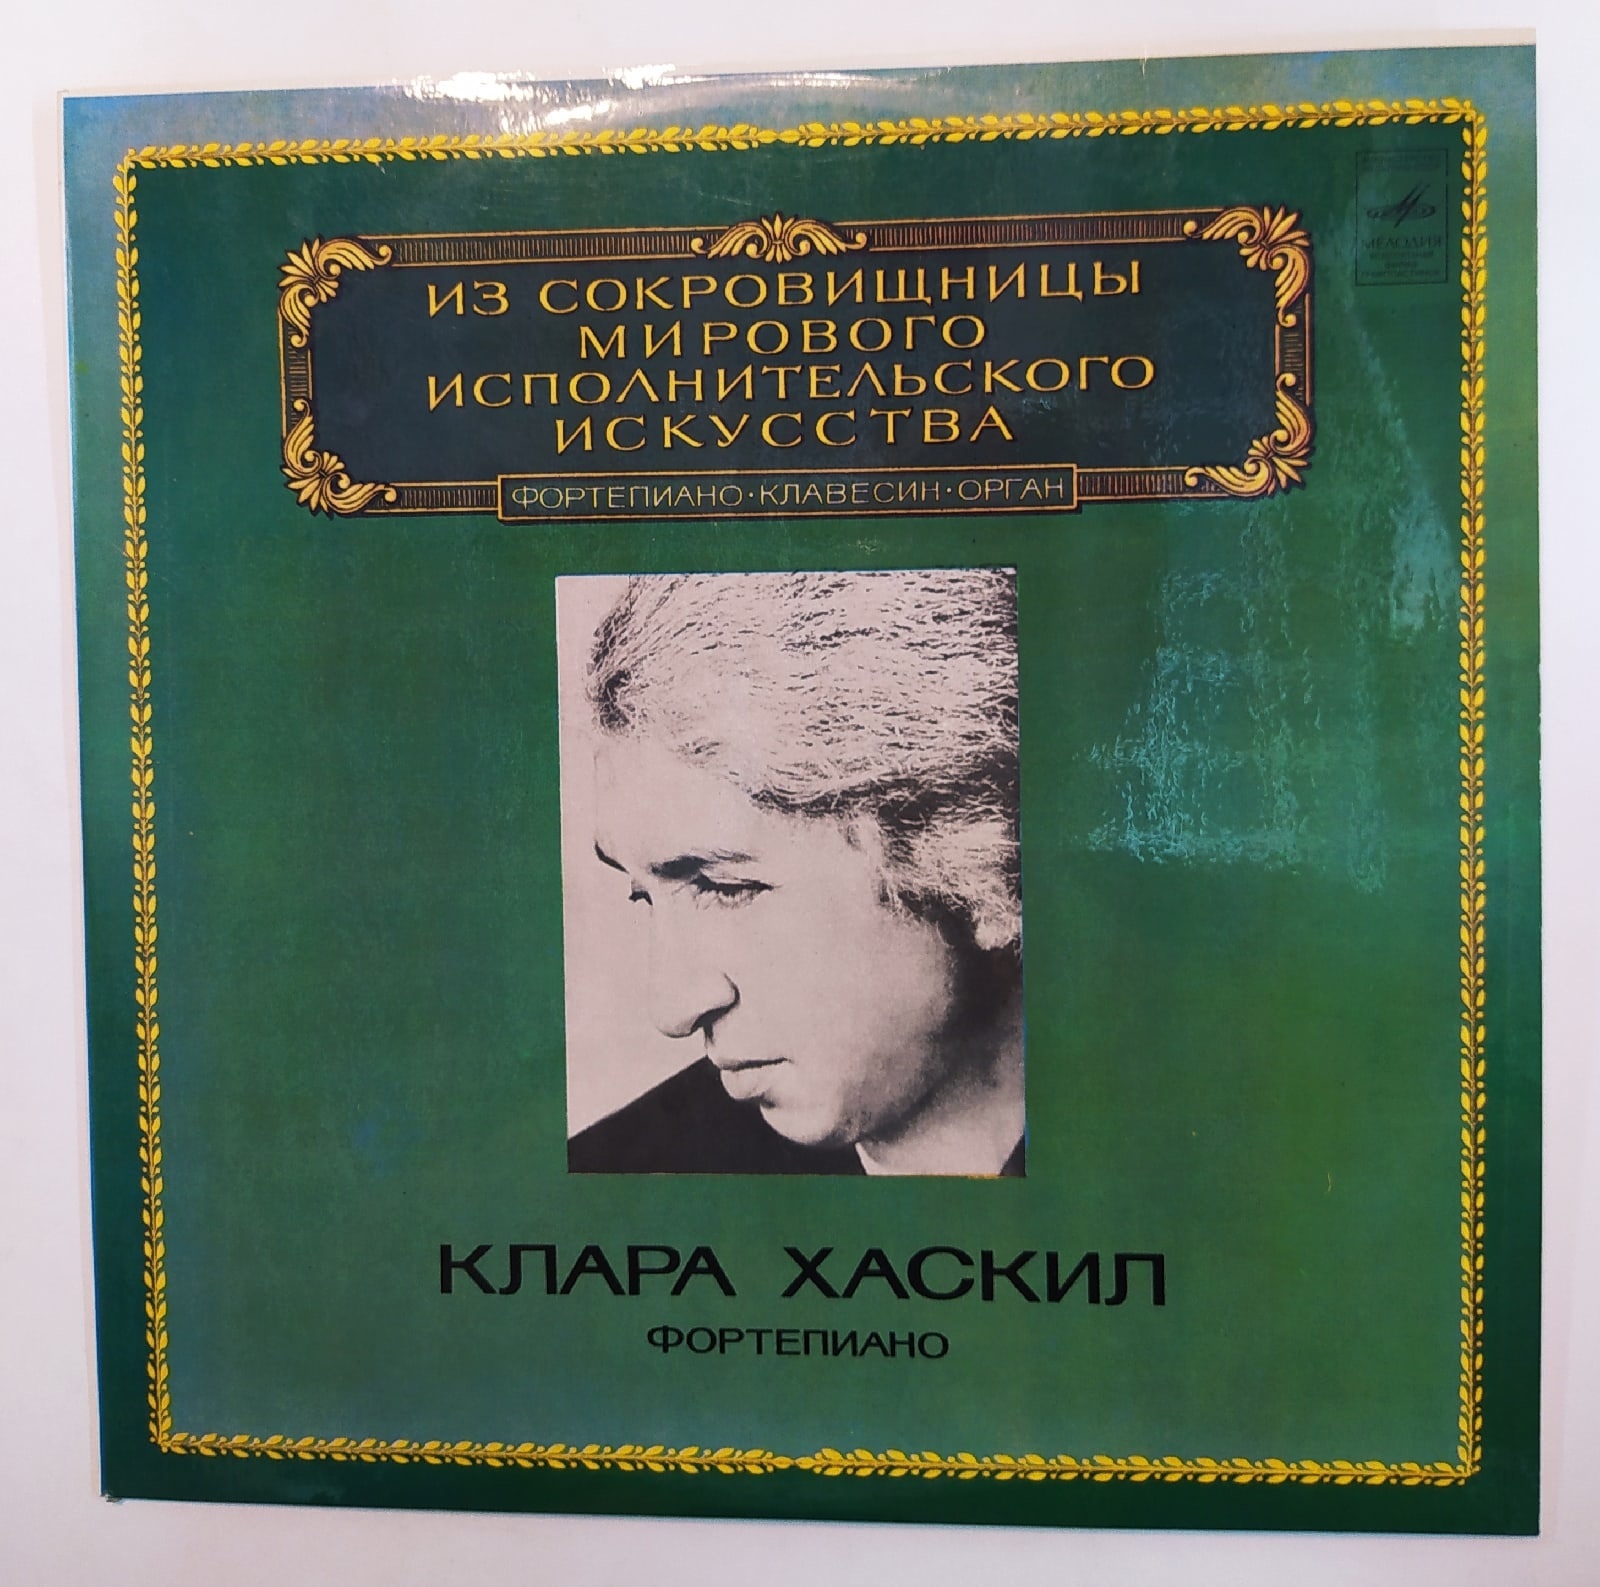 ИЗ СОКРОВИЩНИЦЫ
МИРОВОГО
ИСПОЛНИТЕЛЬСКОГО
ИСКУССТВА
ФОРТЕПИАНО·КЛАВЕСИН·ОРГАН
МЕЛОДИЯ
КЛАРА ХАСКИЛ
ФОРТЕПИАНО